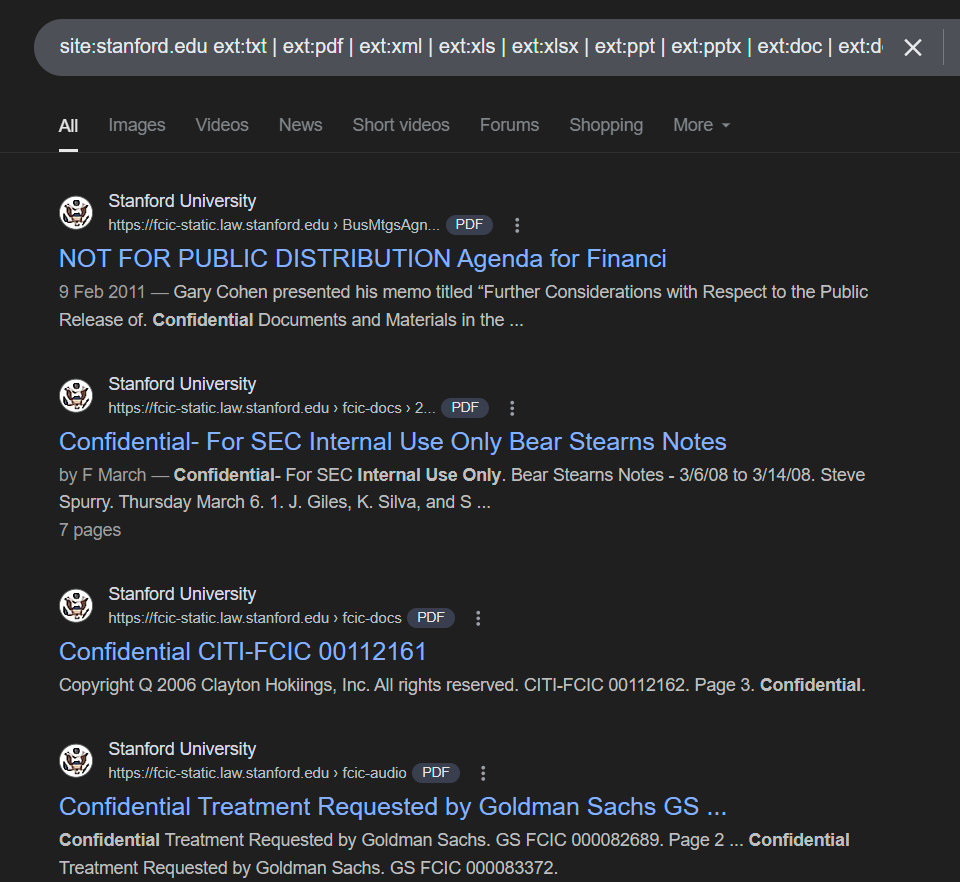 site:stanford.edu ext:txt | ext:pdf | ext:xml | ext:xls | ext:xlsx | ext:ppt | ext:pptx | ext:doc | ext:do
All Images Videos News Short videos Forums Shopping More
Stanford University
https://fcic-static.law.stanford.edu › BusMtgsAgn... PDF
NOT FOR PUBLIC DISTRIBUTION Agenda for Financi
9 Feb 2011 — Gary Cohen presented his memo titled “Further Considerations with Respect to the Public
Release of. Confidential Documents and Materials in the ...
Stanford University
https://fcic-static.law.stanford.edu › fcic-docs › 2... PDF
Confidential- For SEC Internal Use Only Bear Stearns Notes
by F March — Confidential- For SEC Internal Use Only. Bear Stearns Notes - 3/6/08 to 3/14/08. Steve
Spurry. Thursday March 6. 1. J. Giles, K. Silva, and S ...
7 pages
Stanford University
https://fcic-static.law.stanford.edu › fcic-docs PDF
Confidential CITI-FCIC 00112161
Copyright Q 2006 Clayton Hokiings, Inc. All rights reserved. CITI-FCIC 00112162. Page 3. Confidential.
Stanford University
https://fcic-static.law.stanford.edu › fcic-audio PDF
Confidential Treatment Requested by Goldman Sachs GS ...
Confidential Treatment Requested by Goldman Sachs. GS FCIC 000082689. Page 2 ... Confidential
Treatment Requested by Goldman Sachs. GS FCIC 000083372.